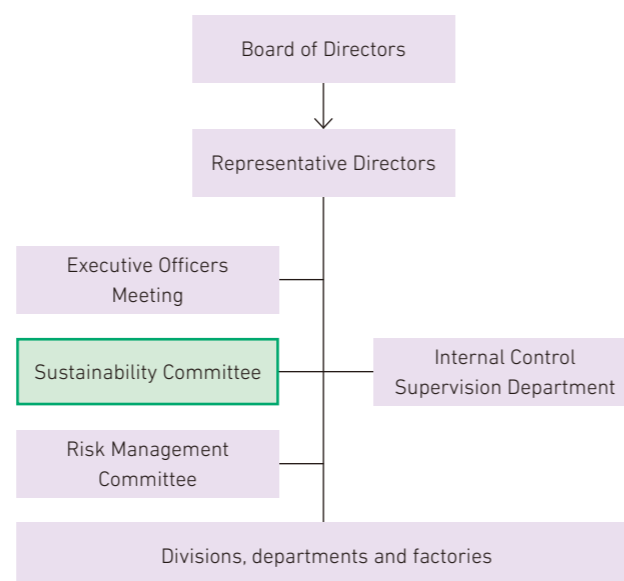 Board of Directors
Representative Directors
Executive Officers
Meeting
Sustainability Committee
Internal Control
Supervision Department
Risk Management
Committee
Divisions, departments and factories